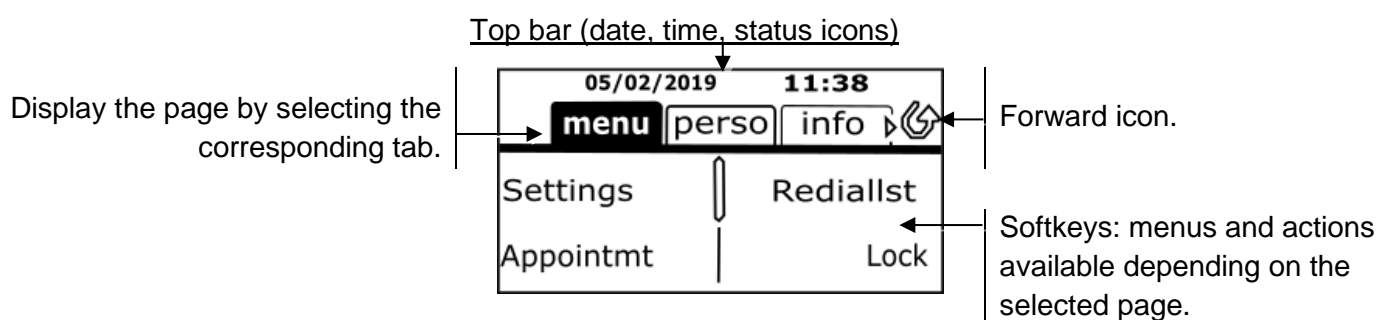 Top bar (date, time, status icons)
05/02/2019 11:38
Display the page by selecting the
corresponding tab.
menu perso info
Forward icon.
Settings Rediallst
Appointmt Lock
Softkeys: menus and actions
available depending on the
selected page.